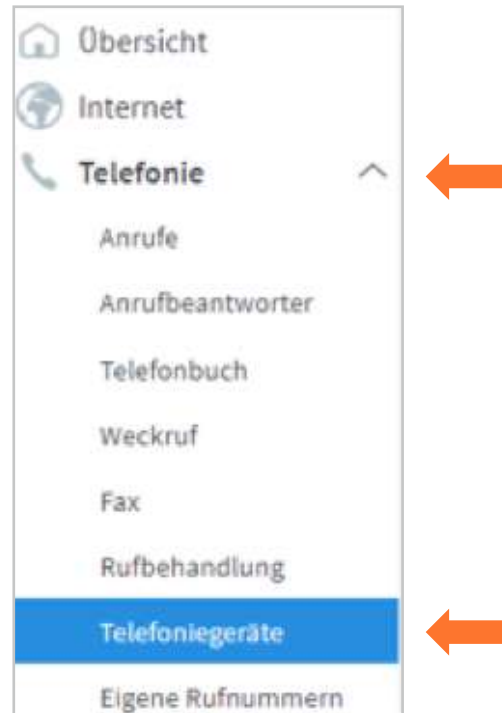 Übersicht
Internet
Telefonie
Anrufe
Anrufbeantworter
Telefonbuch
Weckruf
Fax
Rufbehandlung
Telefoniegeräte
Eigene Rufnummern